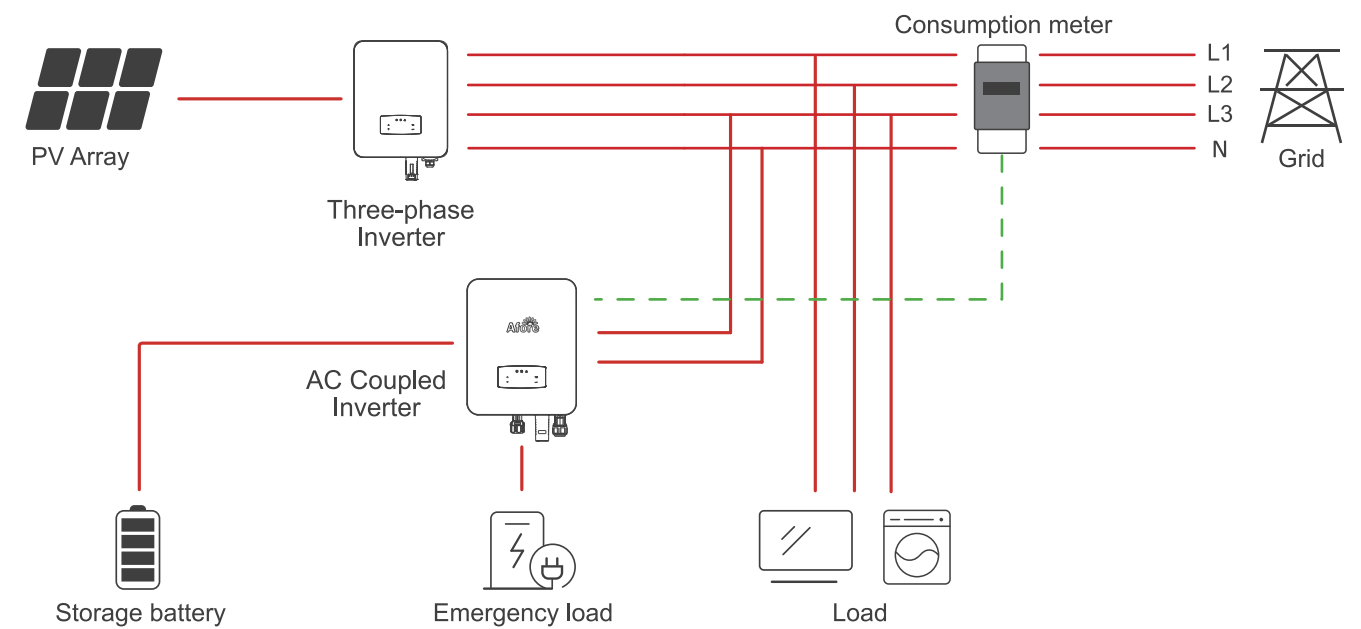 Consumption meter
L1
L2
L3
N
PV Array
Grid
Three-phase
Inverter
Afore
AC Coupled
Inverter
Storage battery
Emergency load
Load